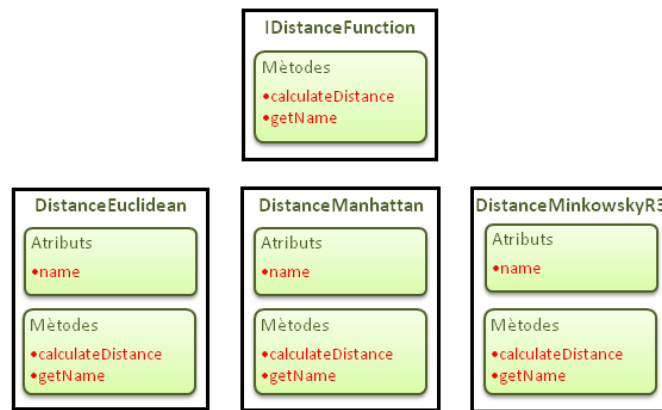 IDistanceFunction
Mètodes
•calculateDistance
•getName
DistanceEuclidean
Atributs
•name
Mètodes
•calculateDistance
•getName
DistanceManhattan
Atributs
•name
Mètodes
•calculateDistance
•getName
DistanceMinkowskyR3
Atributs
•name
Mètodes
•calculateDistance
•getName